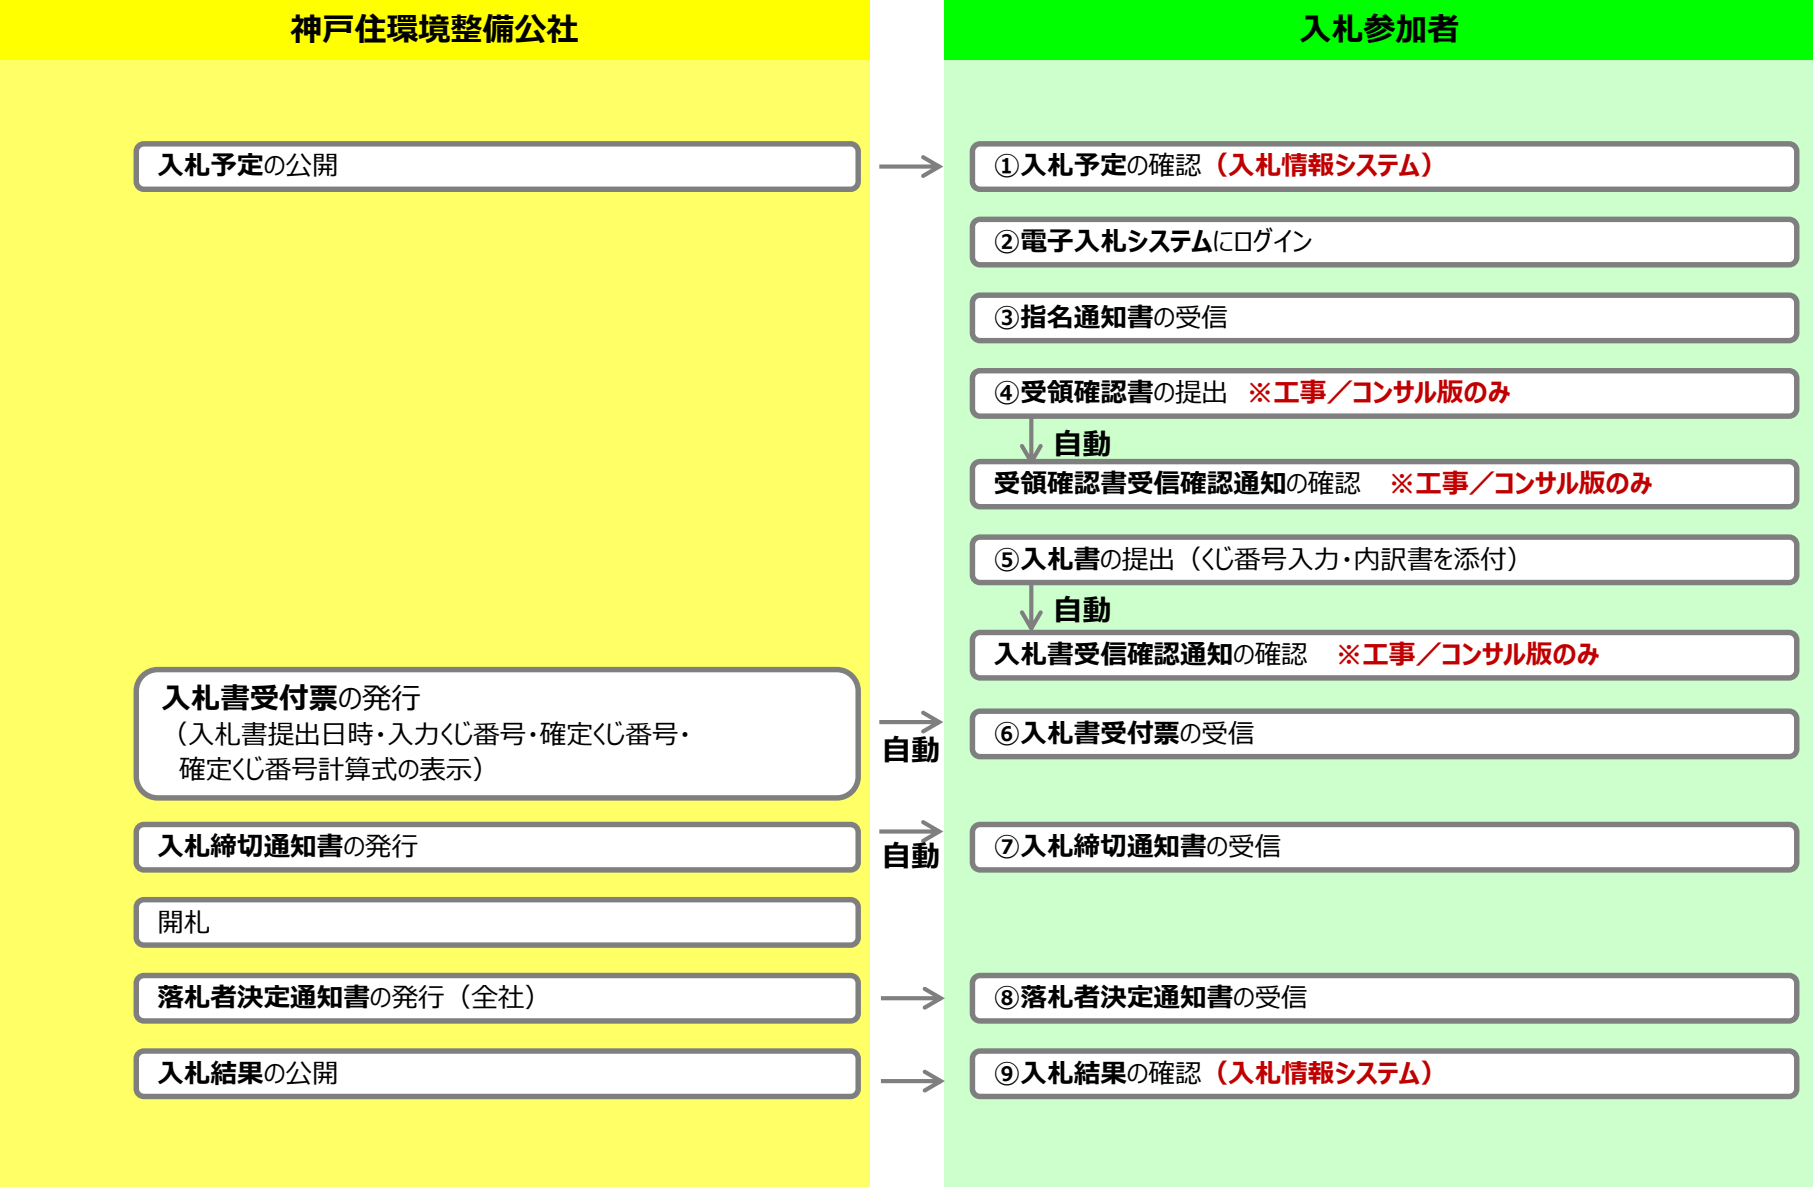 神戸住環境整備公社
入札参加者
入札予定の公開
①入札予定の確認（入札情報システム）
②電子入札システムにログイン
③指名通知書の受信
④受領確認書の提出　※工事／コンサル版のみ
自動
受領確認書受信確認通知の確認　※工事／コンサル版のみ
⑤入札書の提出（くじ番号入力・内訳書を添付）
自動
入札書受信確認通知の確認　※工事／コンサル版のみ
入札書受付票の発行
（入札書提出日時・入力くじ番号・確定くじ番号・
確定くじ番号計算式の表示）
自動
⑥入札書受付票の受信
入札締切通知書の発行
自動
⑦入札締切通知書の受信
開札
落札者決定通知書の発行（全社）
⑧落札者決定通知書の受信
入札結果の公開
⑨入札結果の確認（入札情報システム）